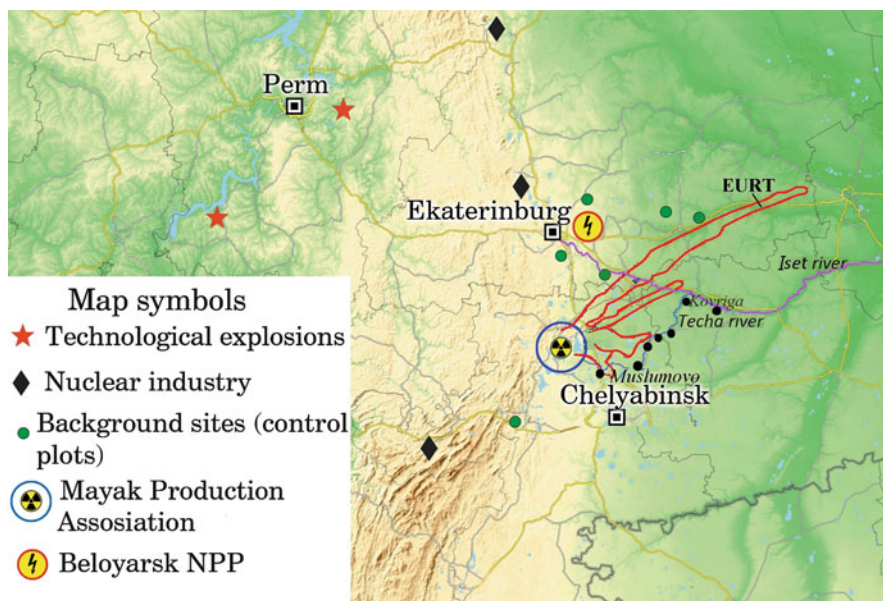 Perm
EURT
Ekaterinburg
Iset river
Kovriga
Techa river
Mushumovo
Chelyabinsk
Map symbols
Technological explosions
Nuclear industry
Background sites (control
plots)
Mayak Production
Assosiation
Beloyarsk NPP